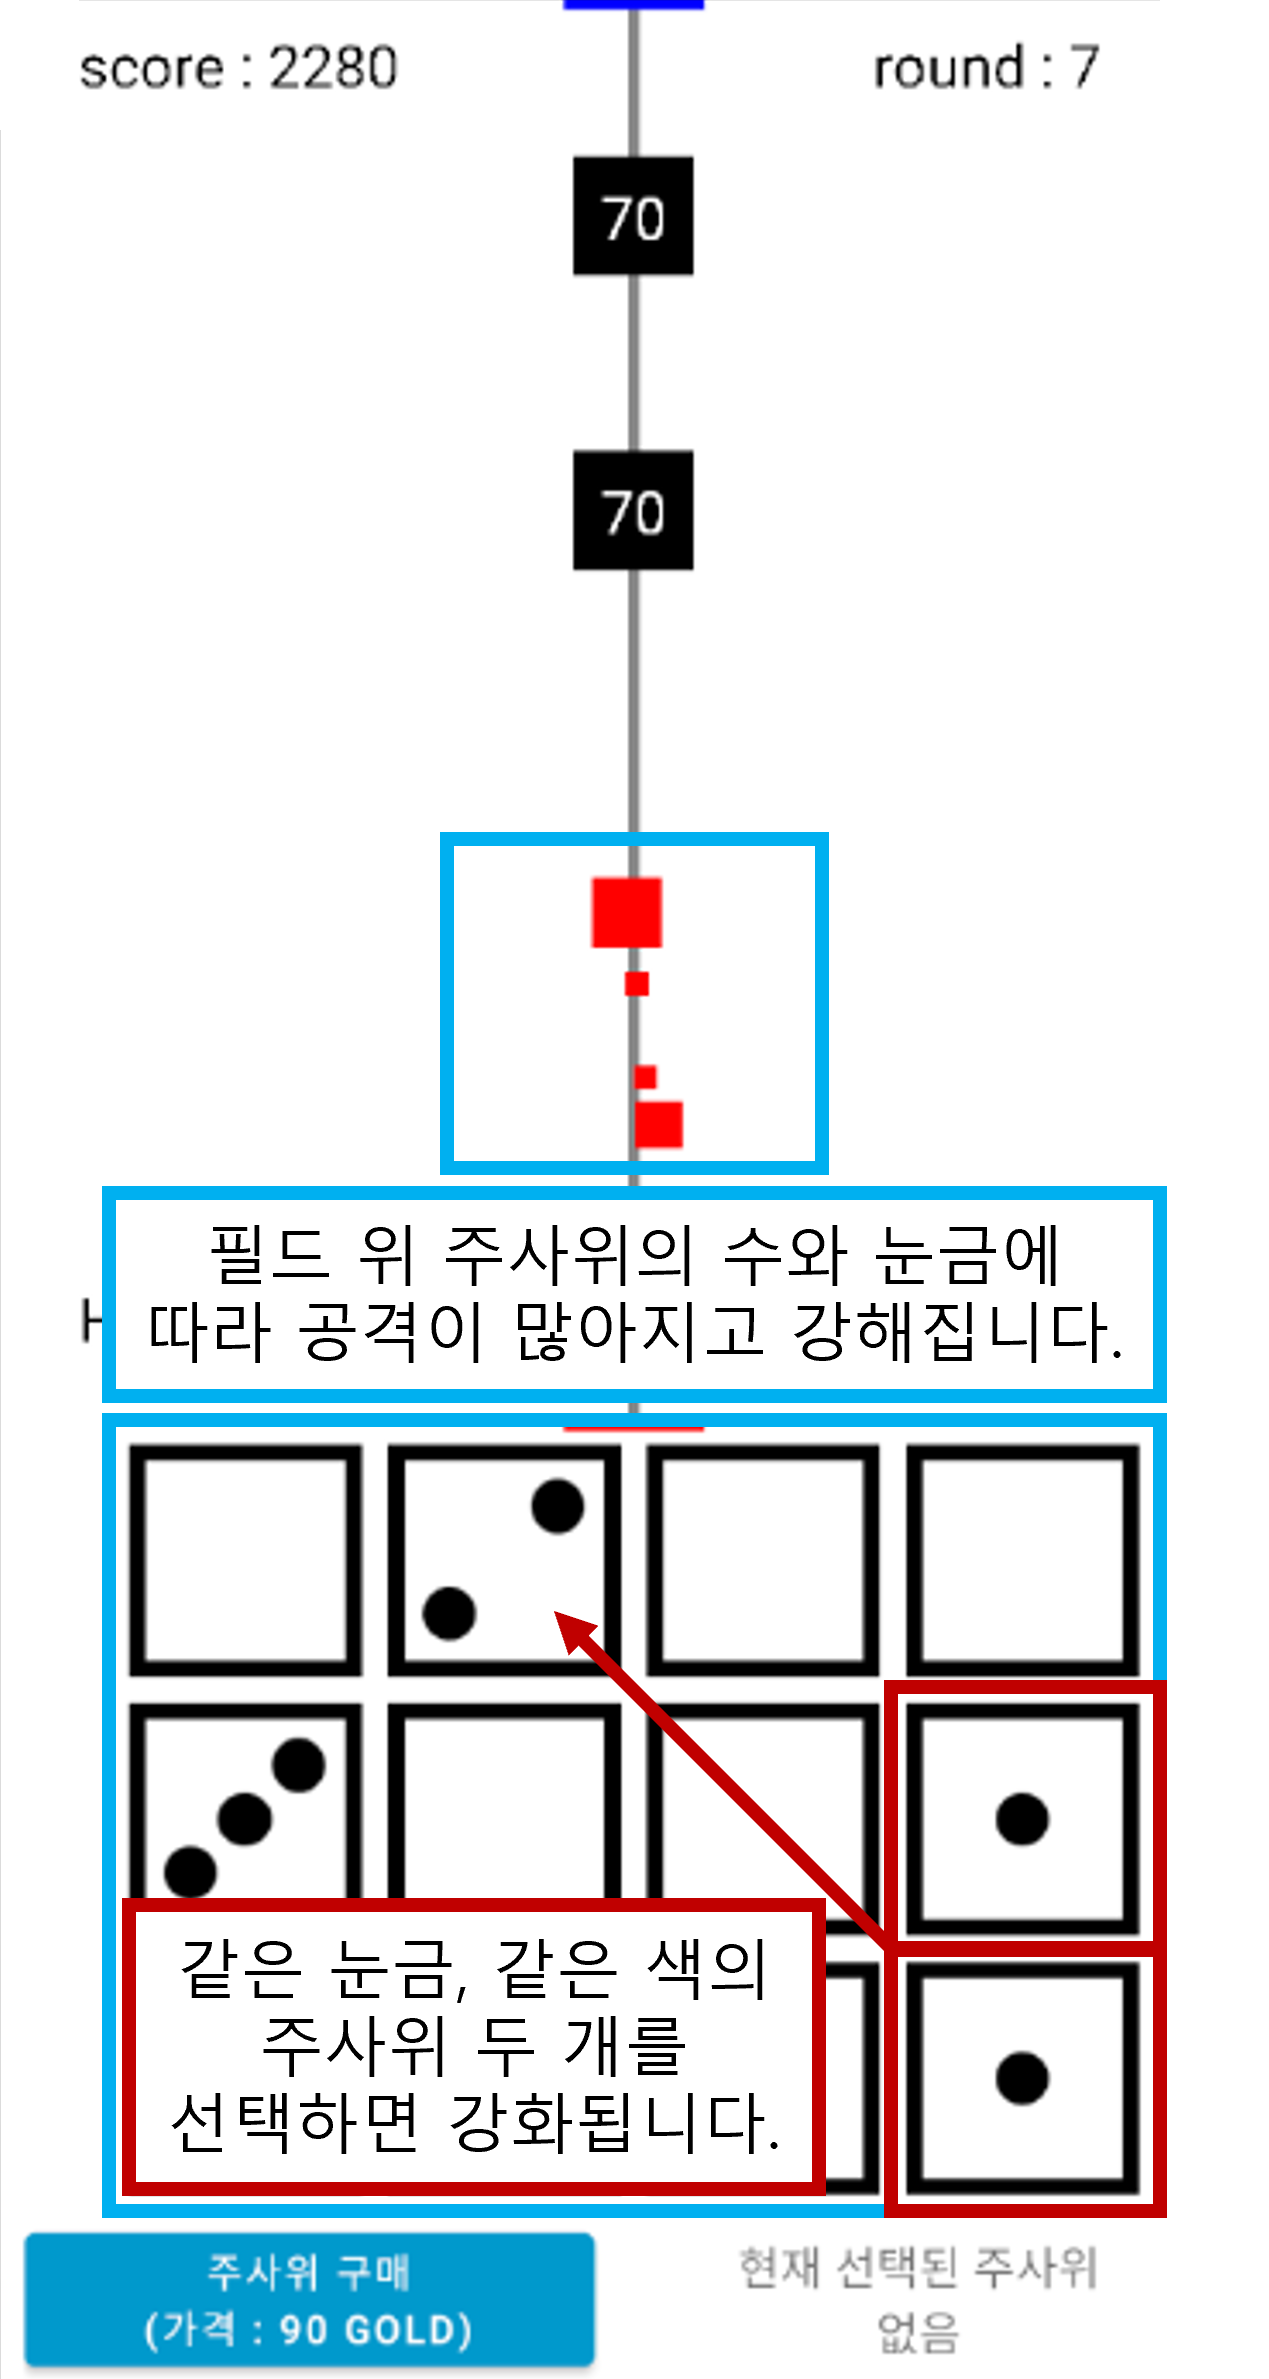 score : 2280
round : 7
70
70
필드 위 주사위의 수와 눈금에
따라 공격이 많아지고 강해집니다.
같은 눈금, 같은 색의
주사위 두 개를
선택하면 강화됩니다.
주사위 구매
(가격 : 90 GOLD)
현재 선택된 주사위
없음